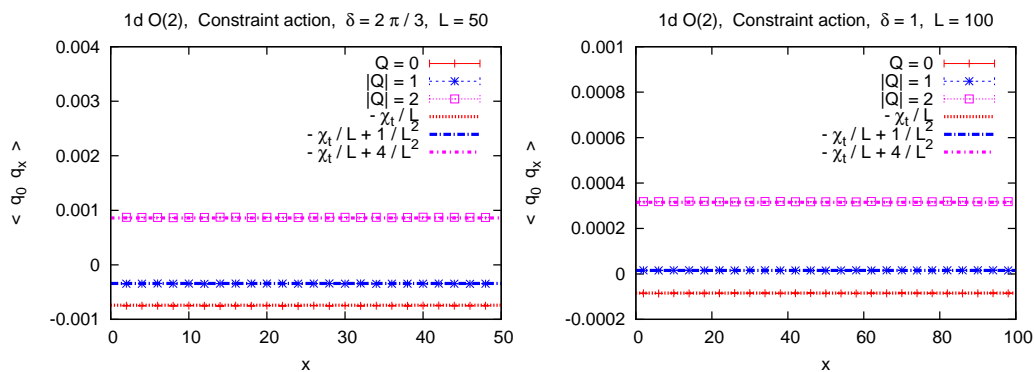 1d O(2), Constraint action, δ = 2 π / 3, L = 50
0.004
0.003
0.002
0.001
0
-0.001
0
10
20
30
40
50
< q₀ qₓ >
x
Q = 0
|Q| = 1
|Q| = 2
- χₜ / L
- χₜ / L + 1 / L²
- χₜ / L + 4 / L²
1d O(2), Constraint action, δ = 1, L = 100
0.001
0.0008
0.0006
0.0004
0.0002
0
-0.0002
0
20
40
60
80
100
< q₀ qₓ >
x
Q = 0
|Q| = 1
|Q| = 2
- χₜ / L
- χₜ / L + 1 / L²
- χₜ / L + 4 / L²